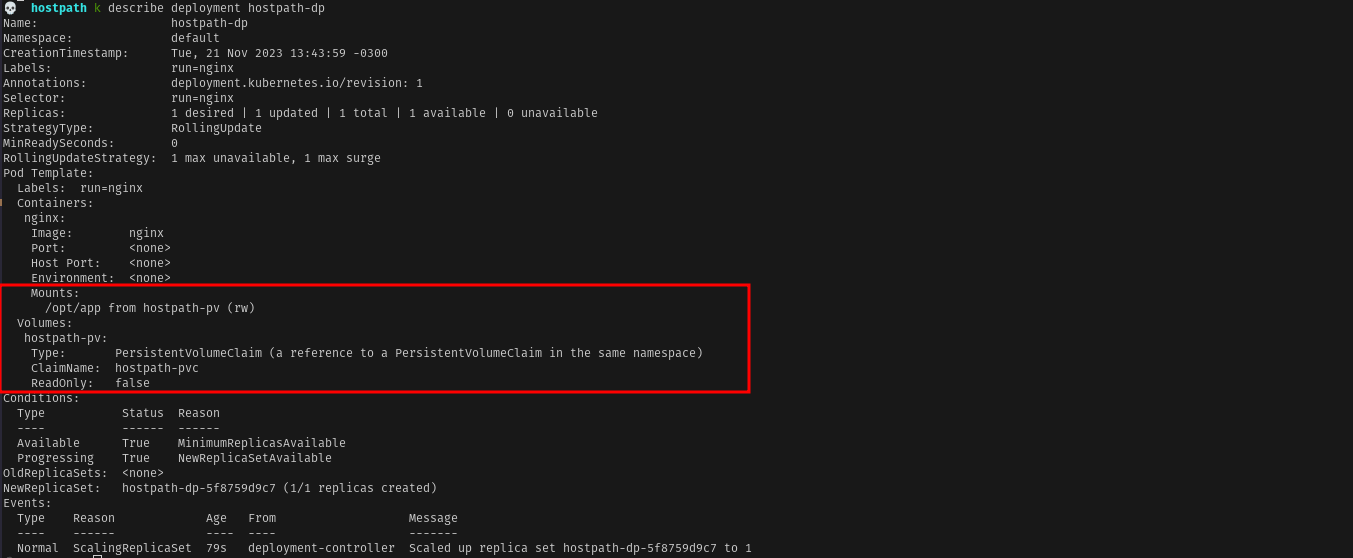 💀 hostpath k describe deployment hostpath-dp
Name:                   hostpath-dp
Namespace:              default
CreationTimestamp:      Tue, 21 Nov 2023 13:43:59 -0300
Labels:                 run=nginx
Annotations:            deployment.kubernetes.io/revision: 1
Selector:               run=nginx
Replicas:               1 desired | 1 updated | 1 total | 1 available | 0 unavailable
StrategyType:           RollingUpdate
MinReadySeconds:        0
RollingUpdateStrategy:  1 max unavailable, 1 max surge
Pod Template:
  Labels:  run=nginx
  Containers:
   nginx:
    Image:        nginx
    Port:         <none>
    Host Port:    <none>
    Environment:  <none>
    Mounts:
      /opt/app from hostpath-pv (rw)
  Volumes:
   hostpath-pv:
    Type:       PersistentVolumeClaim (a reference to a PersistentVolumeClaim in the same namespace)
    ClaimName:  hostpath-pvc
    ReadOnly:   false
Conditions:
  Type           Status  Reason
  ----           ------  ------
  Available      True    MinimumReplicasAvailable
  Progressing    True    NewReplicaSetAvailable
OldReplicaSets:  <none>
NewReplicaSet:   hostpath-dp-5f8759d9c7 (1/1 replicas created)
Events:
  Type    Reason             Age   From                   Message
  ----    ------             ----  ----                   -------
  Normal  ScalingReplicaSet  79s   deployment-controller  Scaled up replica set hostpath-dp-5f8759d9c7 to 1